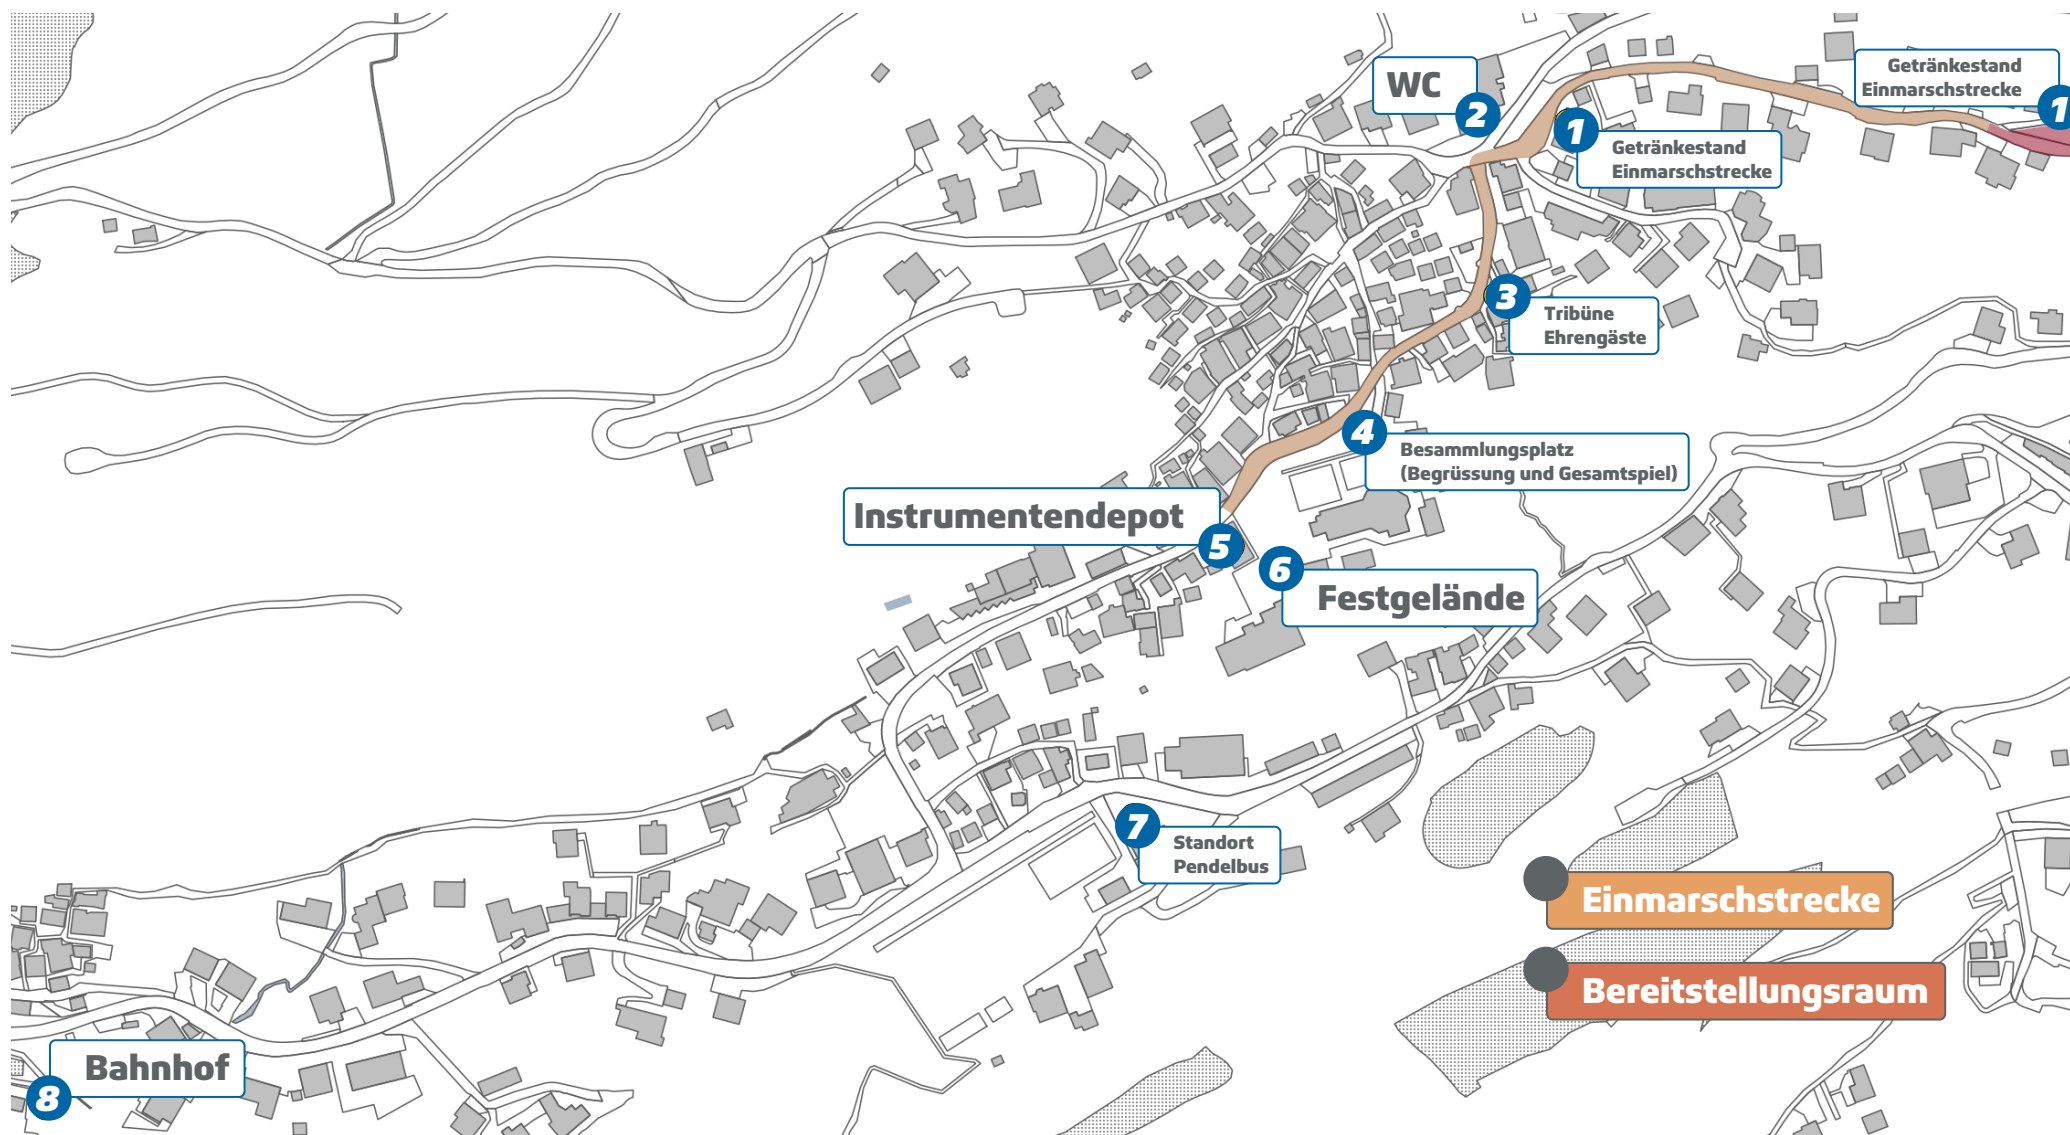 WC
2
Getränkestand
Einmarschstrecke
1
1
Getränkestand
Einmarschstrecke
3
Tribüne
Ehrengäste
4
Besammlungsplatz
(Begrüssung und Gesamtspiel)
Instrumentendepot
5
6
Festgelände
7
Standort
Pendelbus
Einmarschstrecke
Bereitstellungsraum
Bahnhof
8